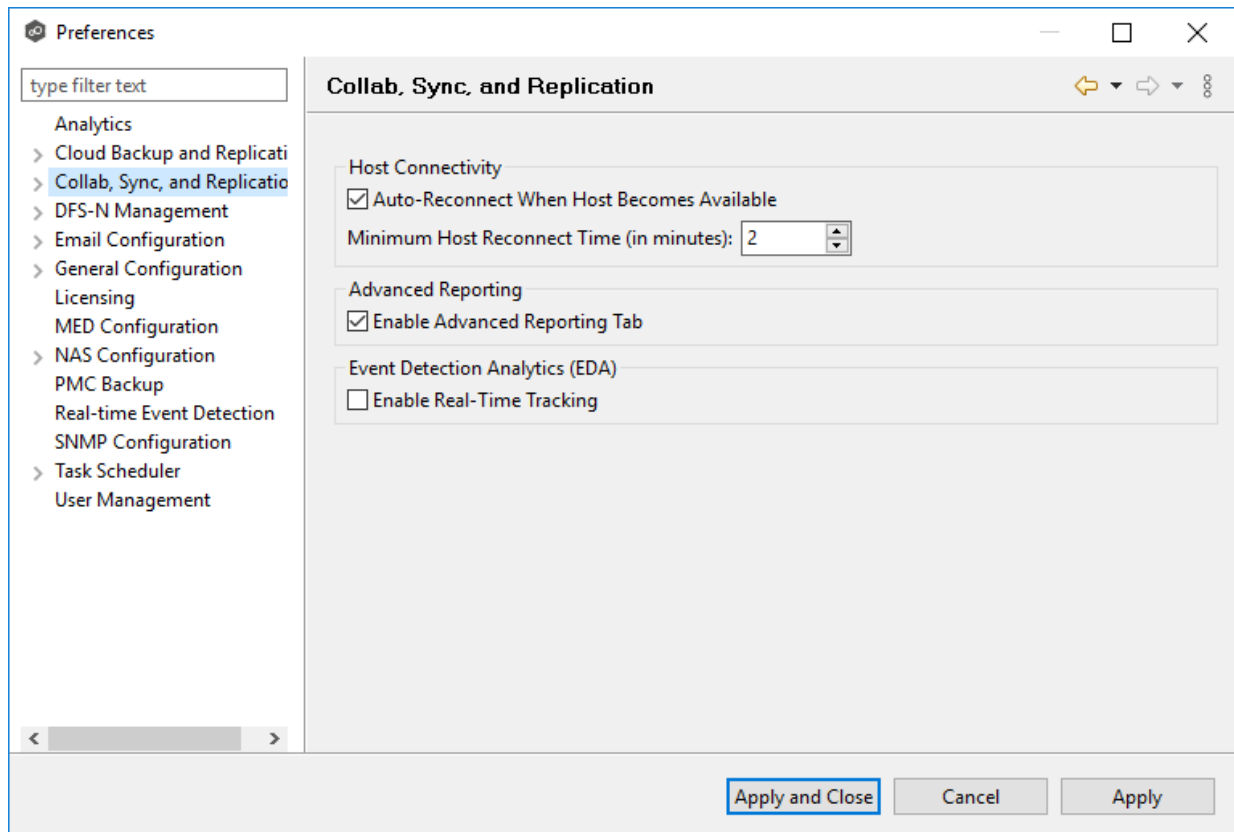 Preferences
type filter text
Analytics
Cloud Backup and Replicati
Collab, Sync, and Replicatio
DFS-N Management
Email Configuration
General Configuration
Licensing
MED Configuration
NAS Configuration
PMC Backup
Real-time Event Detection
SNMP Configuration
Task Scheduler
User Management
Collab, Sync, and Replication
Host Connectivity
Auto-Reconnect When Host Becomes Available
Minimum Host Reconnect Time (in minutes): 2
Advanced Reporting
Enable Advanced Reporting Tab
Event Detection Analytics (EDA)
Enable Real-Time Tracking
Apply and Close Cancel Apply